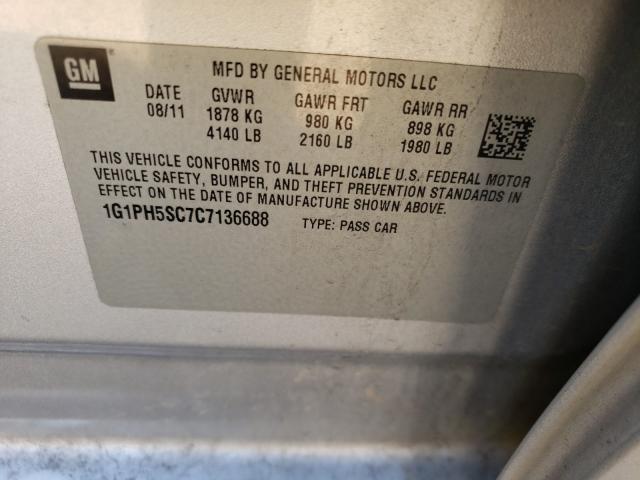 GM
MFD BY GENERAL MOTORS LLC
DATE GVWR GAWR FRT GAWR RR
08/11 1878 KG 980 KG 898 KG
4140 LB 2160 LB 1980 LB
THIS VEHICLE CONFORMS TO ALL APPLICABLE U.S. FEDERAL MOTOR
VEHICLE SAFETY, BUMPER, AND THEFT PREVENTION STANDARDS IN
EFFECT ON THE DATE OF MANUFACTURE SHOWN ABOVE.
1G1PH5SC7C7136688 TYPE: PASS CAR